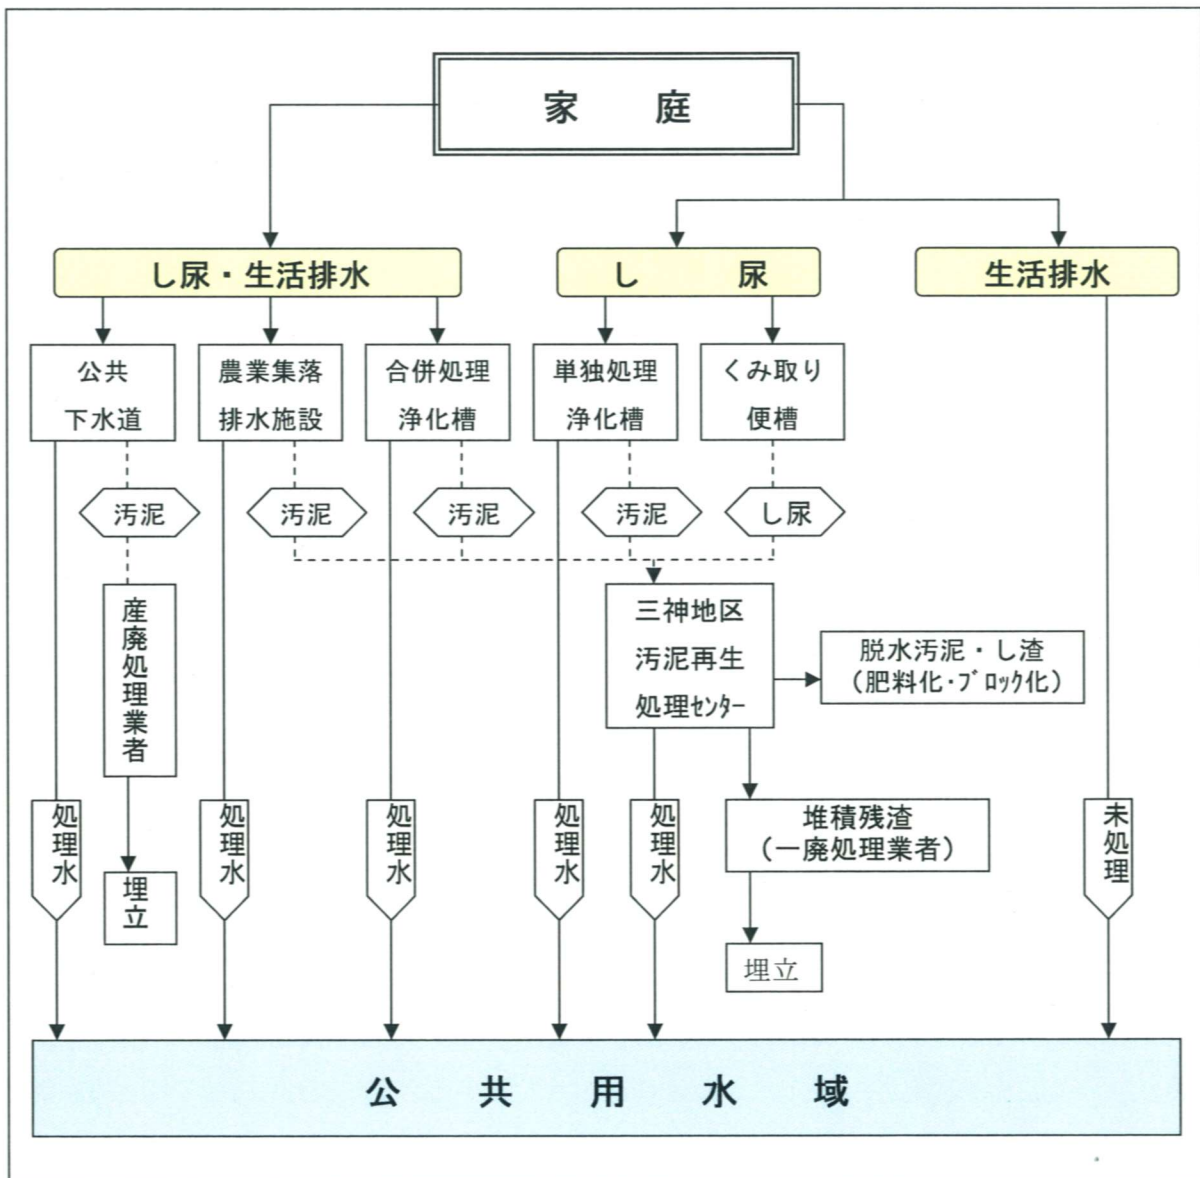 家　庭
し尿・生活排水
し　尿
生活排水
公共
下水道
農業集落
排水施設
合併処理
浄化槽
単独処理
浄化槽
くみ取り
便槽
汚泥
汚泥
汚泥
汚泥
し尿
産廃処理業者
三神地区
汚泥再生
処理ｾﾝﾀｰ
脱水汚泥・し渣
（肥料化･ﾌﾞﾛｯｸ化）
処理水
埋立
処理水
処理水
処理水
処理水
堆積残渣
（一廃処理業者）
埋立
未処理
公　共　用　水　域